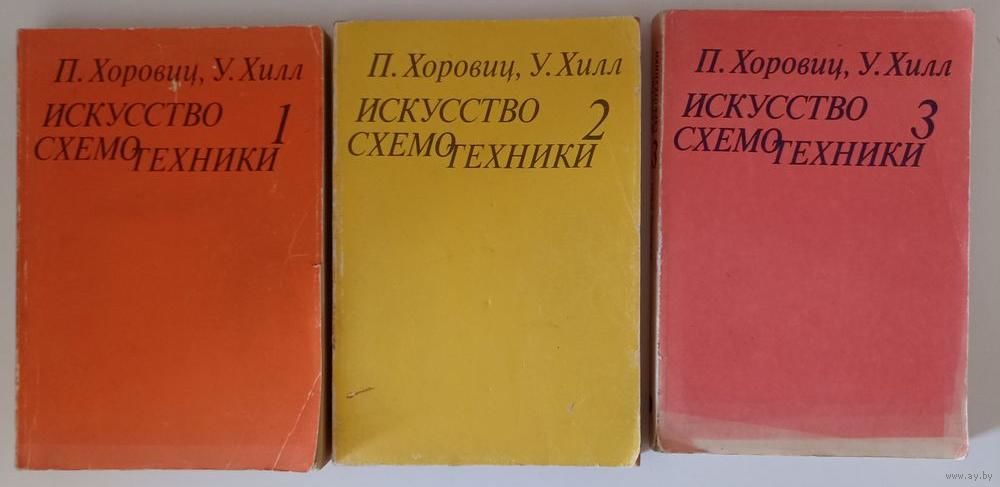 П. Хоровиц, У. Хилл
ИСКУССТВО 1
СХЕМОТЕХНИКИ
П. Хоровиц, У. Хилл
ИСКУССТВО 2
СХЕМОТЕХНИКИ
П. Хоровиц, У. Хилл
ИСКУССТВО 3
СХЕМОТЕХНИКИ
www.ay.by